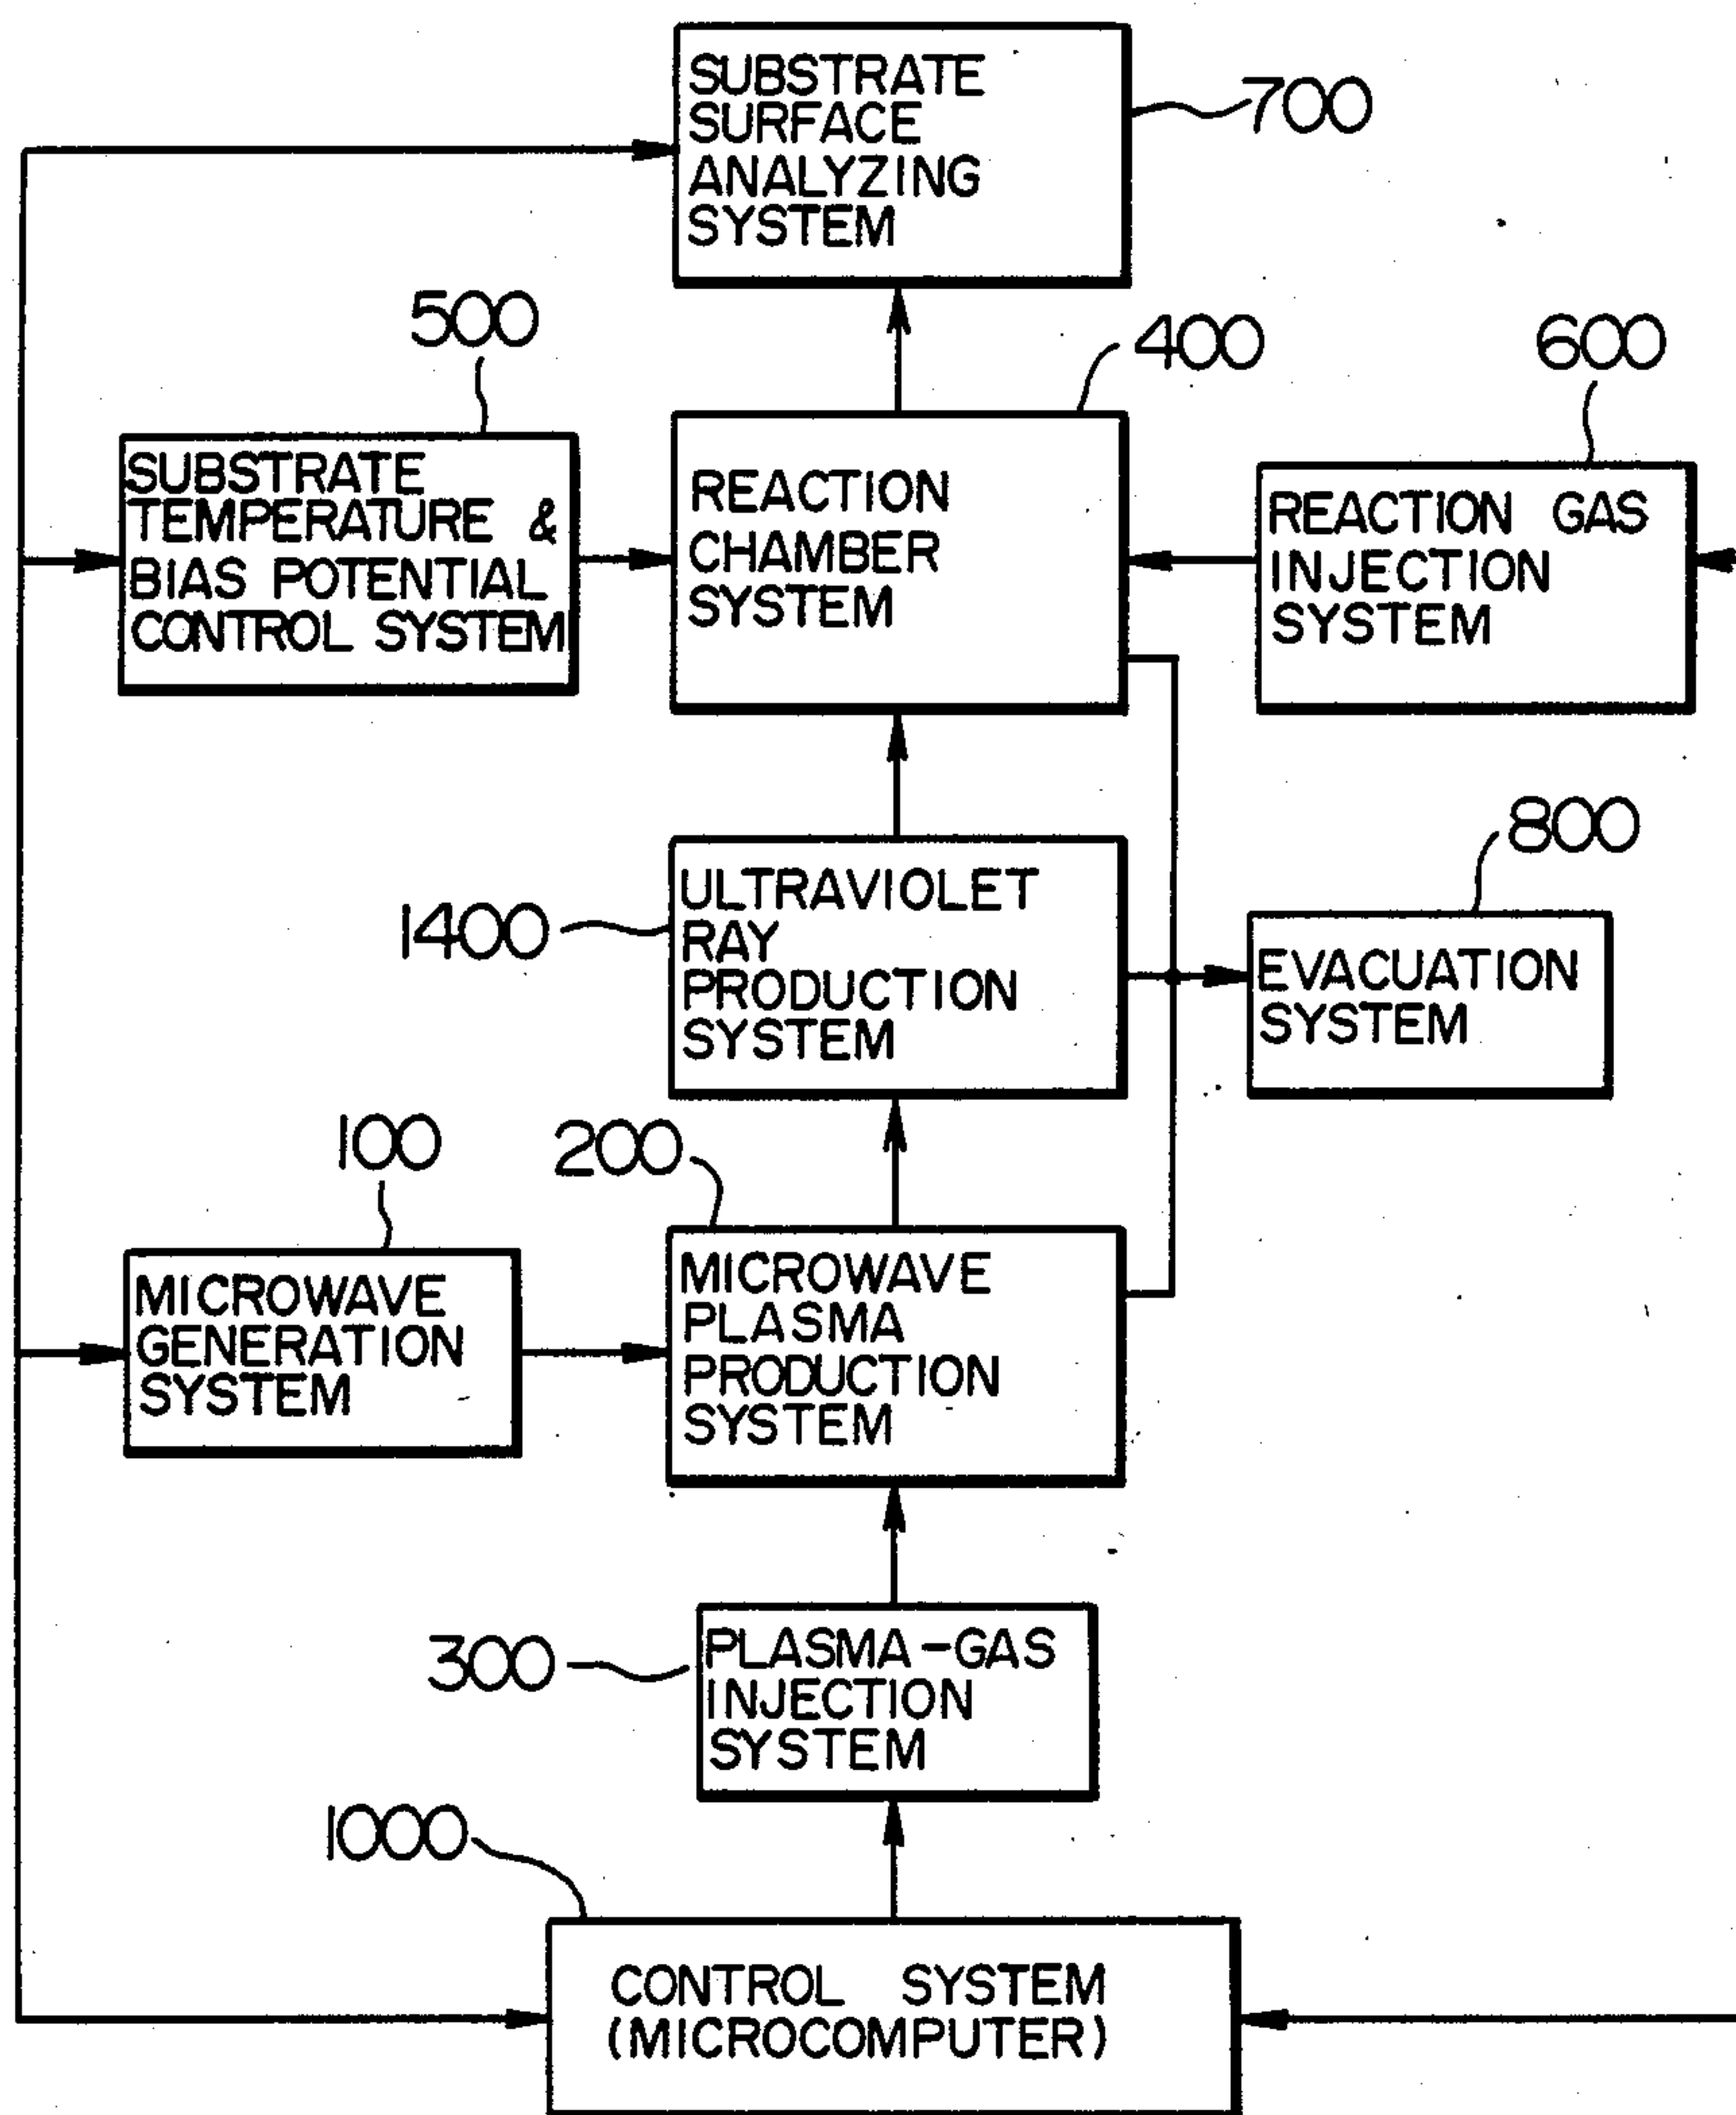 SUBSTRATE
SURFACE
ANALYZING
SYSTEM
700
500
SUBSTRATE
TEMPERATURE &
BIAS POTENTIAL
CONTROL SYSTEM
400
REACTION
CHAMBER
SYSTEM
600
REACTION GAS
INJECTION
SYSTEM
1400
ULTRAVIOLET
RAY
PRODUCTION
SYSTEM
800
EVACUATION
SYSTEM
100
MICROWAVE
GENERATION
SYSTEM
200
MICROWAVE
PLASMA
PRODUCTION
SYSTEM
300
PLASMA-GAS
INJECTION
SYSTEM
1000
CONTROL SYSTEM
(MICROCOMPUTER)